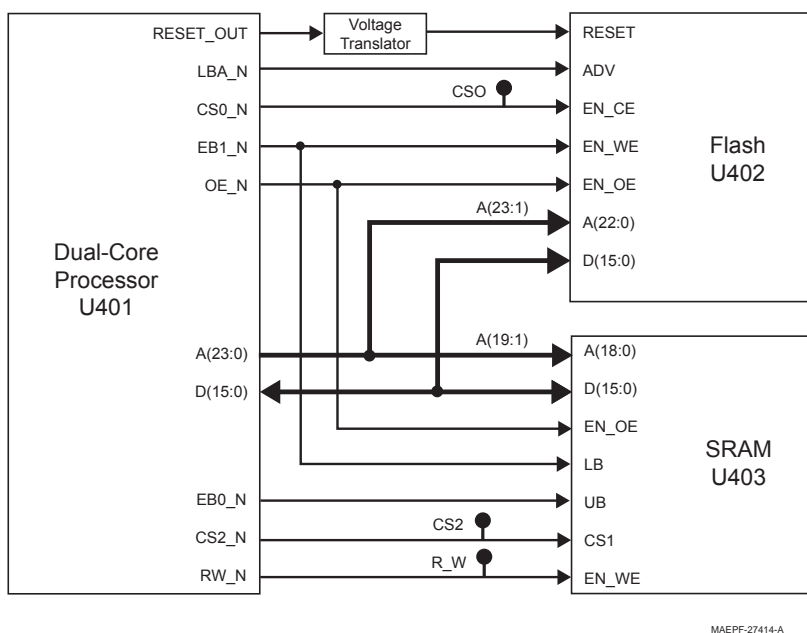 RESET_OUT
Voltage
Translator
RESET
LBA_N
ADV
CSO
CS0_N
EN_CE
EB1_N
EN_WE
Flash
U402
OE_N
EN_OE
A(23:1)
A(22:0)
D(15:0)
Dual-Core
Processor
U401
A(19:1)
A(23:0)
A(18:0)
D(15:0)
D(15:0)
EN_OE
SRAM
U403
LB
EB0_N
UB
CS2
CS2_N
CS1
R_W
RW_N
EN_WE
MAEPF-27414-A